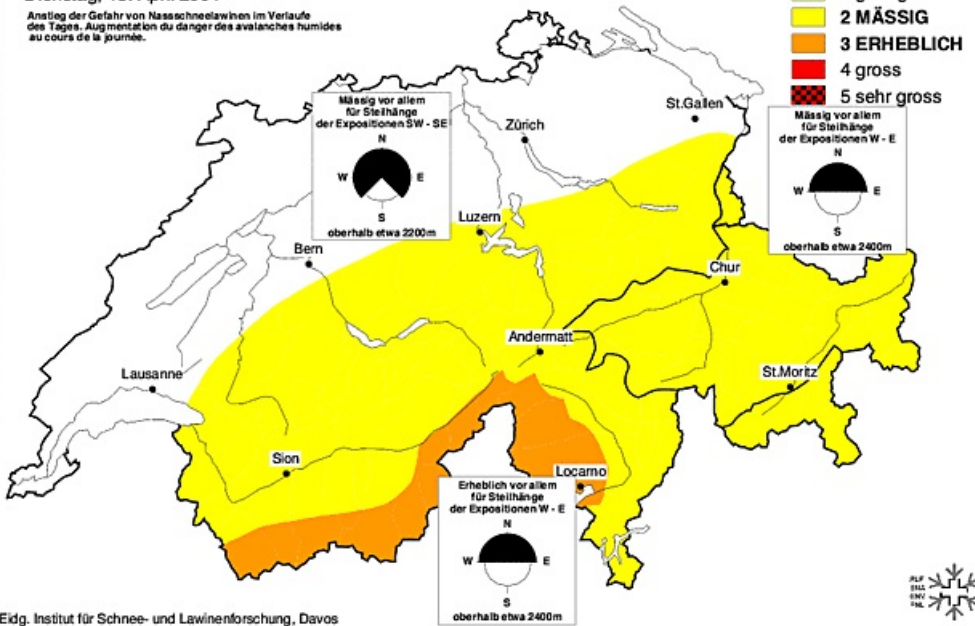 Anstieg der Gefahr von Nassschneelawinen im Verlaufe
des Tages. Augmentation du danger des avalanches humides
au cours de la journée.
2 MÄSSIG
3 ERHEBLICH
4 gross
5 sehr gross
Mässig vor allem
für Steilhänge
der Expositionen SW - SE
N
W E
S
oberhalb etwa 2200m
Zürich
St.Gallen
Mässig vor allem
für Steilhänge
der Expositionen W - E
N
W E
S
oberhalb etwa 2400m
Luzern
Bern
Chur
Andermatt
Lausanne
St.Moritz
Sion
Locarno
Erheblich vor allem
für Steilhänge
der Expositionen W - E
N
W E
S
oberhalb etwa 2400m
SLF
Eidg. Institut für Schnee- und Lawinenforschung, Davos